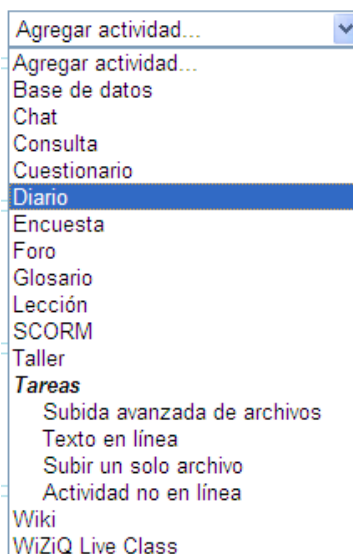 Agregar actividad...
Agregar actividad...
Base de datos
Chat
Consulta
Cuestionario
Diario
Encuesta
Foro
Glosario
Lección
SCORM
Taller
Tareas
Subida avanzada de archivos
Texto en línea
Subir un solo archivo
Actividad no en línea
Wiki
WiZiQ Live Class